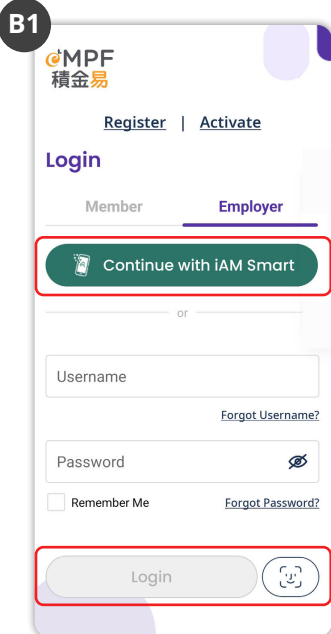 B1
eMPF
積金易
Register | Activate
Login
Member Employer
Continue with iAM Smart
or
Username
Forgot Username?
Password
Remember Me Forgot Password?
Login